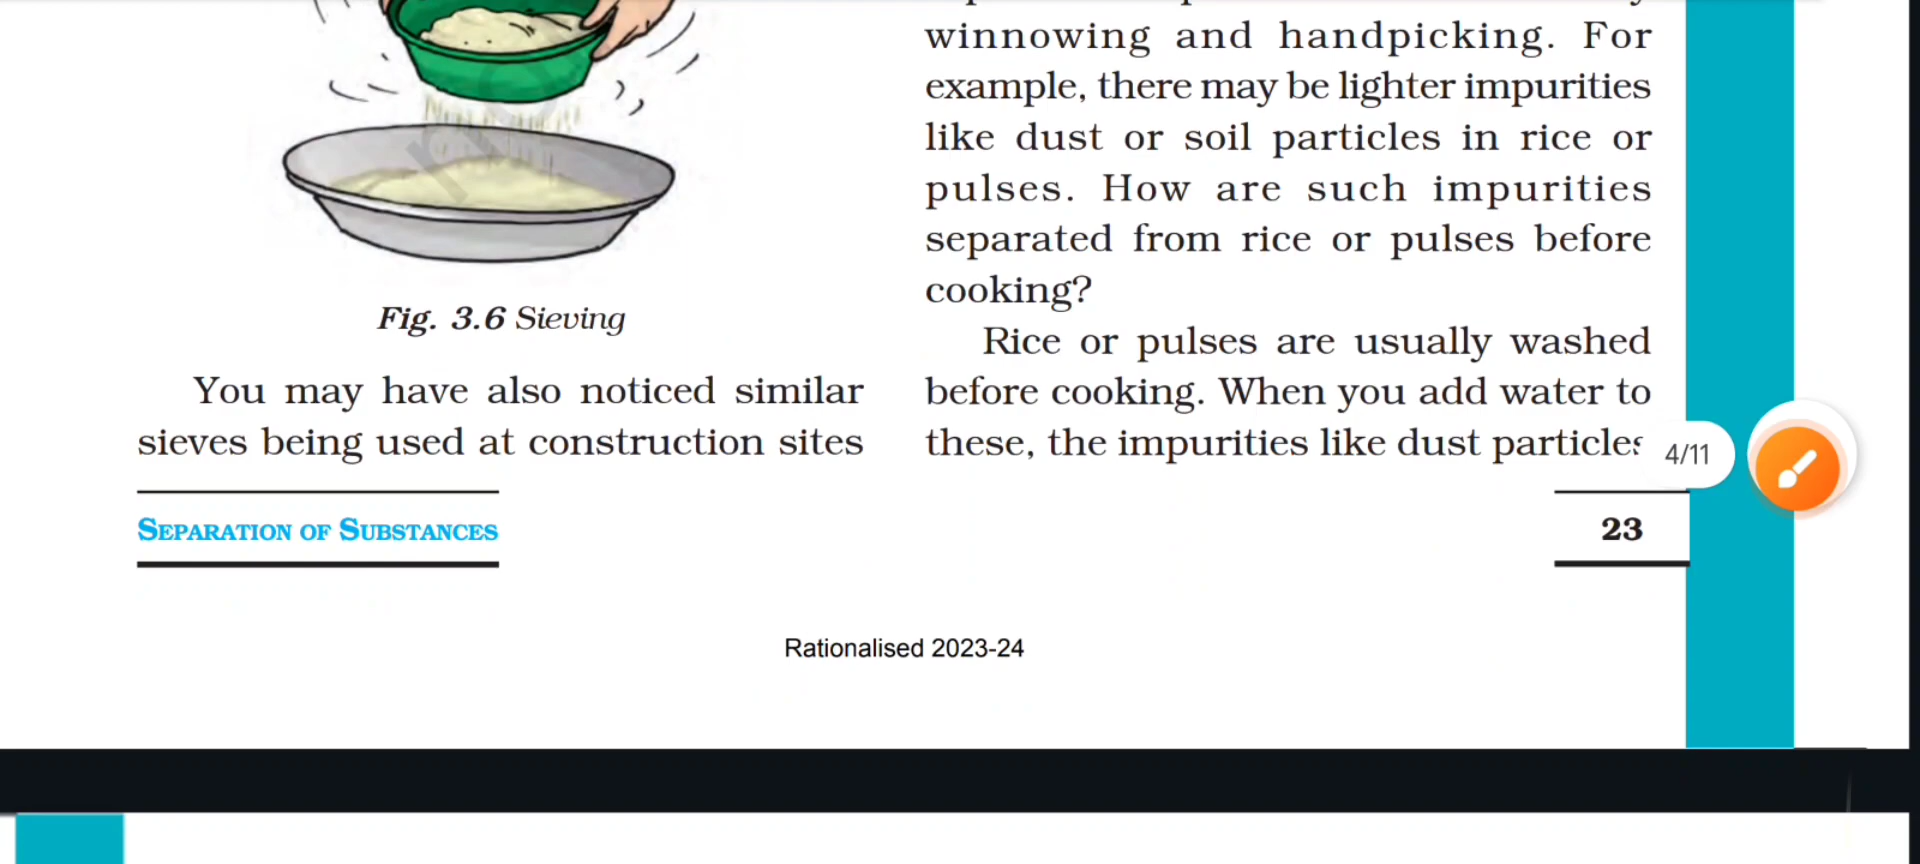 Fig. 3.6 Sieving
You may have also noticed similar
sieves being used at construction sites
winnowing and handpicking. For
example, there may be lighter impurities
like dust or soil particles in rice or
pulses. How are such impurities
separated from rice or pulses before
cooking?
Rice or pulses are usually washed
before cooking. When you add water to
these, the impurities like dust particles
4/11
SEPARATION OF SUBSTANCES
23
Rationalised 2023-24